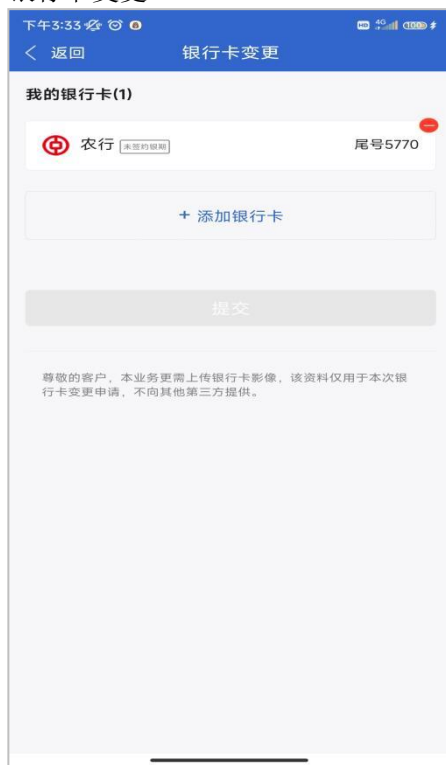 下午3:33
HD 4G 100
返回 银行卡变更
我的银行卡(1)
农行 未签约银期 尾号5770
+ 添加银行卡
提交
尊敬的客户，本业务更需上传银行卡影像，该资料仅用于本次银
行卡变更申请，不向其他第三方提供。